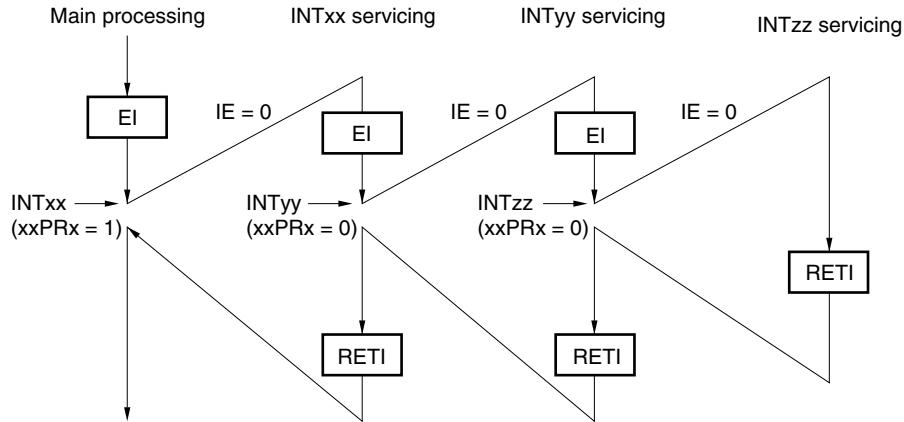 Main processing
INTxx servicing
INTyy servicing
INTzz servicing
EI
IE = 0
EI
IE = 0
EI
IE = 0
INTxx
(xxPRx = 1)
INTyy
(xxPRx = 0)
INTzz
(xxPRx = 0)
RETI
RETI
RETI